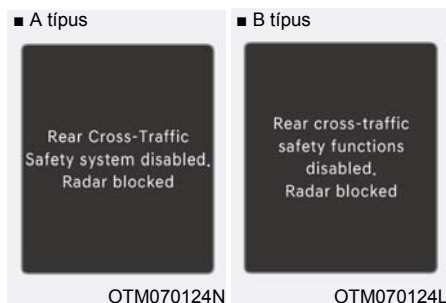 ■ A típus
Rear Cross-Traffic
Safety system disabled.
Radar blocked
OTM070124N
■ B típus
Rear cross-traffic
safety functions
disabled.
Radar blocked
OTM070124L